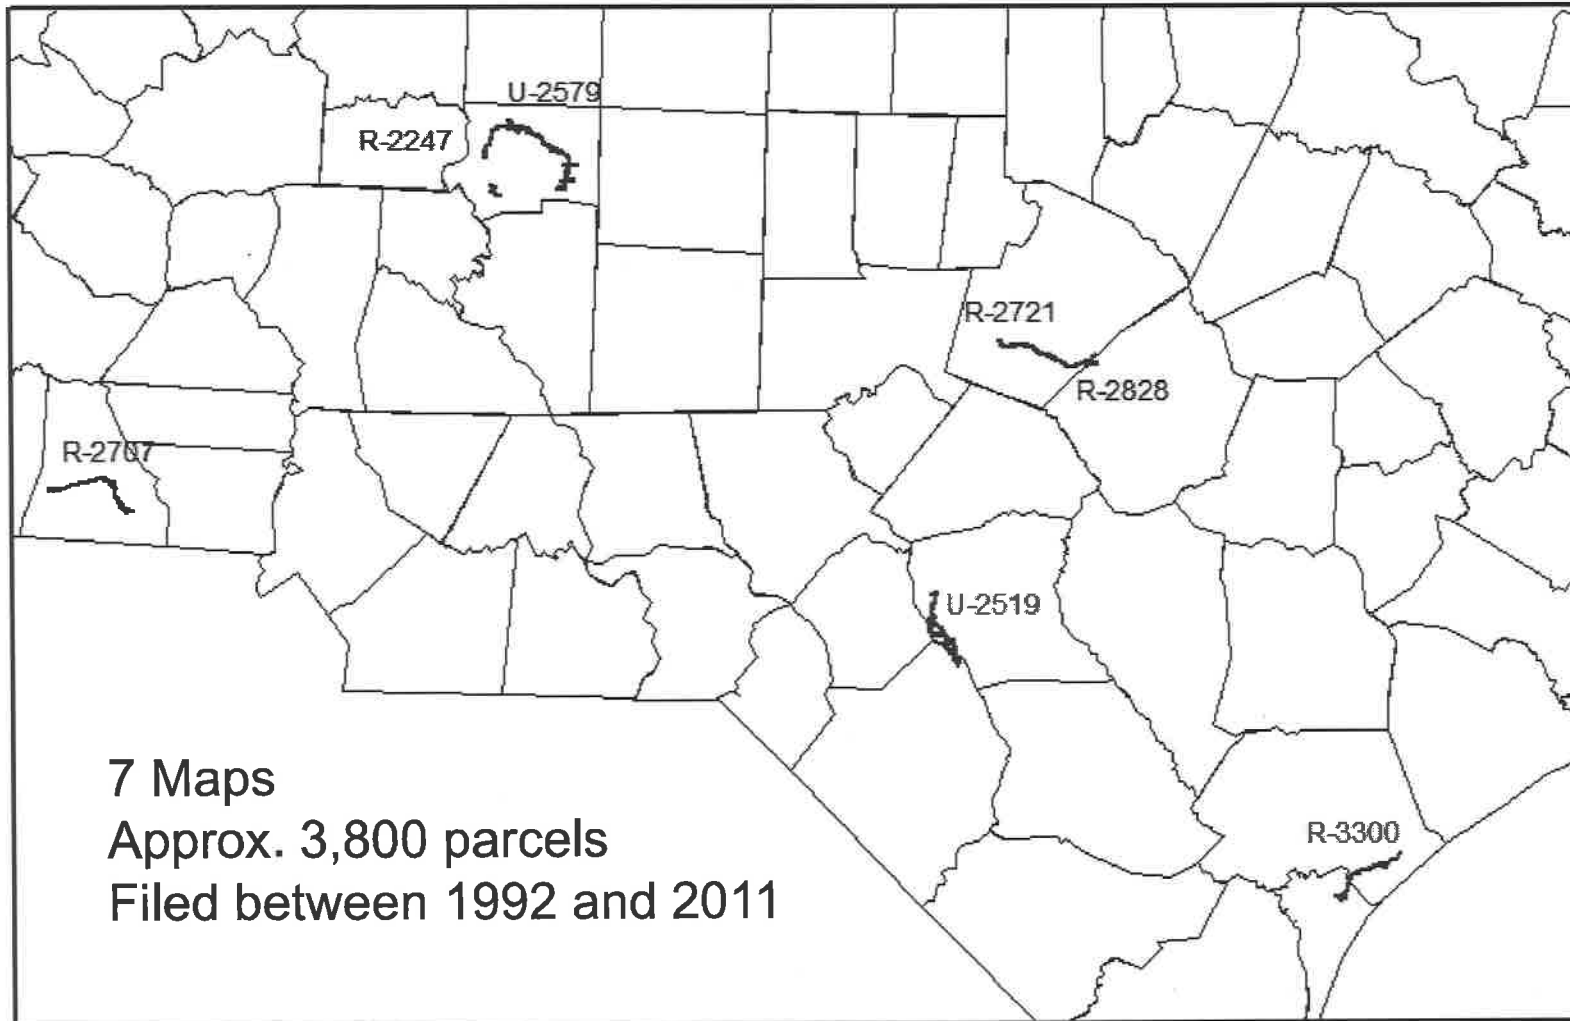 U-2579
R-2247
R-2721
R-2828
R-2707
U-2519
7 Maps
Approx. 3,800 parcels
Filed between 1992 and 2011
R-3300